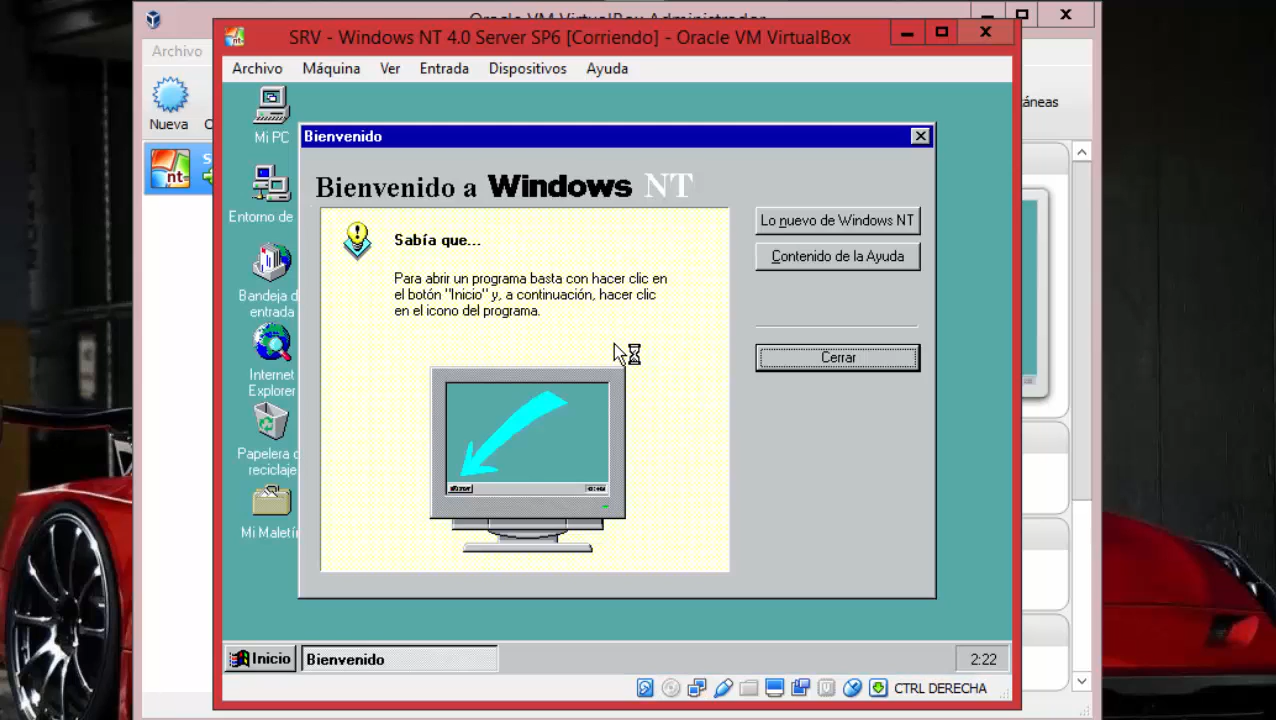 Oracle VM VirtualBox Administrador
SRV - Windows NT 4.0 Server SP6 [Corriendo] - Oracle VM VirtualBox
Archivo
Archivo Máquina Ver Entrada Dispositivos Ayuda
Nueva
áneas
nt
Mi PC
Entorno de
Bandeja d
entrada
Internet
Explorer
Papelera d
reciclaje
Mi Maletín
Bienvenido
Bienvenido a Windows NT
Sabía que...
Para abrir un programa basta con hacer clic en
el botón "Inicio" y, a continuación, hacer clic
en el icono del programa.
Lo nuevo de Windows NT
Contenido de la Ayuda
Cerrar
Inicio
Bienvenido
2:22
CTRL DERECHA